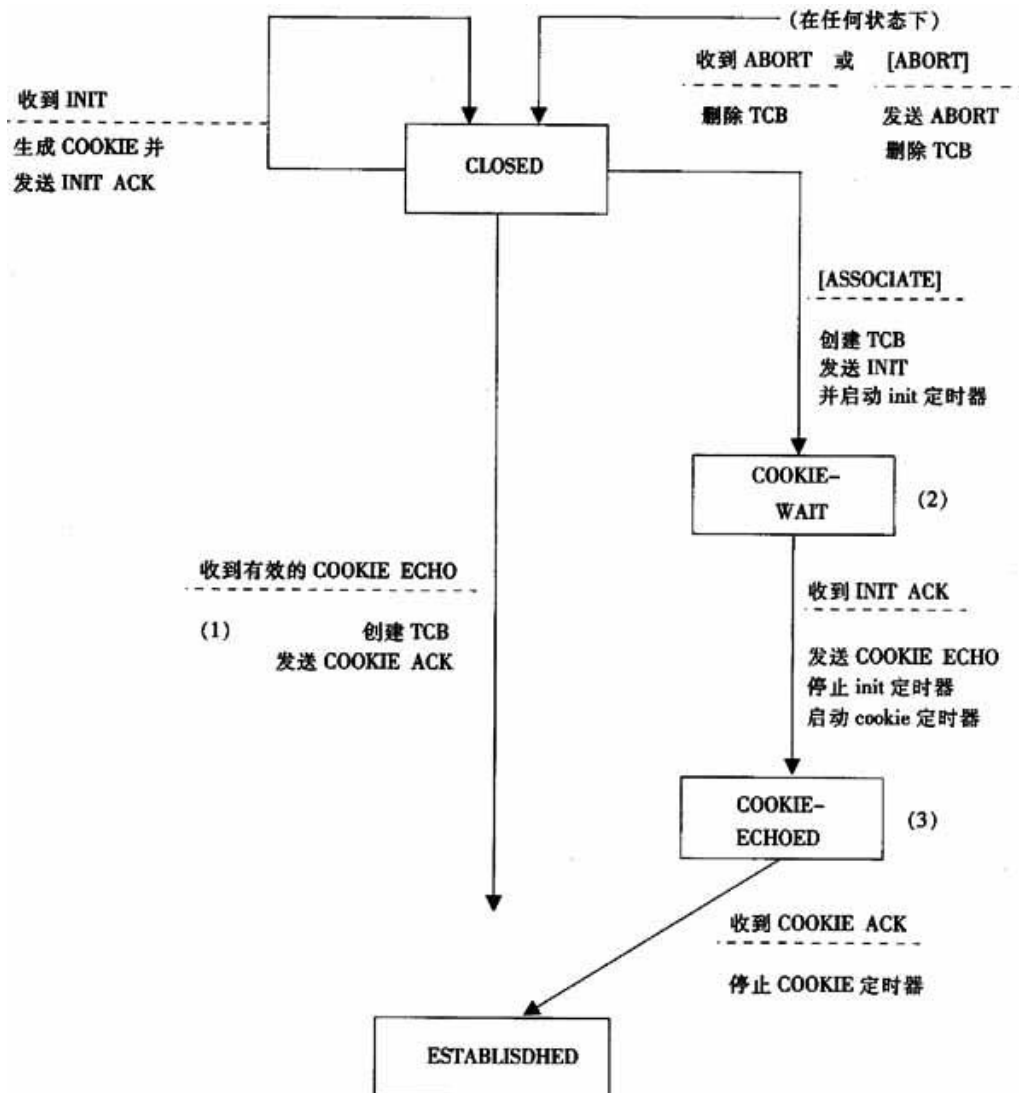 (在任何状态下)
收到 ABORT 或 [ABORT]
删除 TCB 发送 ABORT
删除 TCB
收到 INIT
生成 COOKIE 并
发送 INIT ACK
CLOSED
[ASSOCIATE]
创建 TCB
发送 INIT
并启动 init 定时器
COOKIE-
WAIT
(2)
收到有效的 COOKIE ECHO
(1) 创建 TCB
发送 COOKIE ACK
收到 INIT ACK
发送 COOKIE ECHO
停止 init 定时器
启动 cookie 定时器
COOKIE-
ECHOED
(3)
收到 COOKIE ACK
停止 COOKIE 定时器
ESTABLISDHED